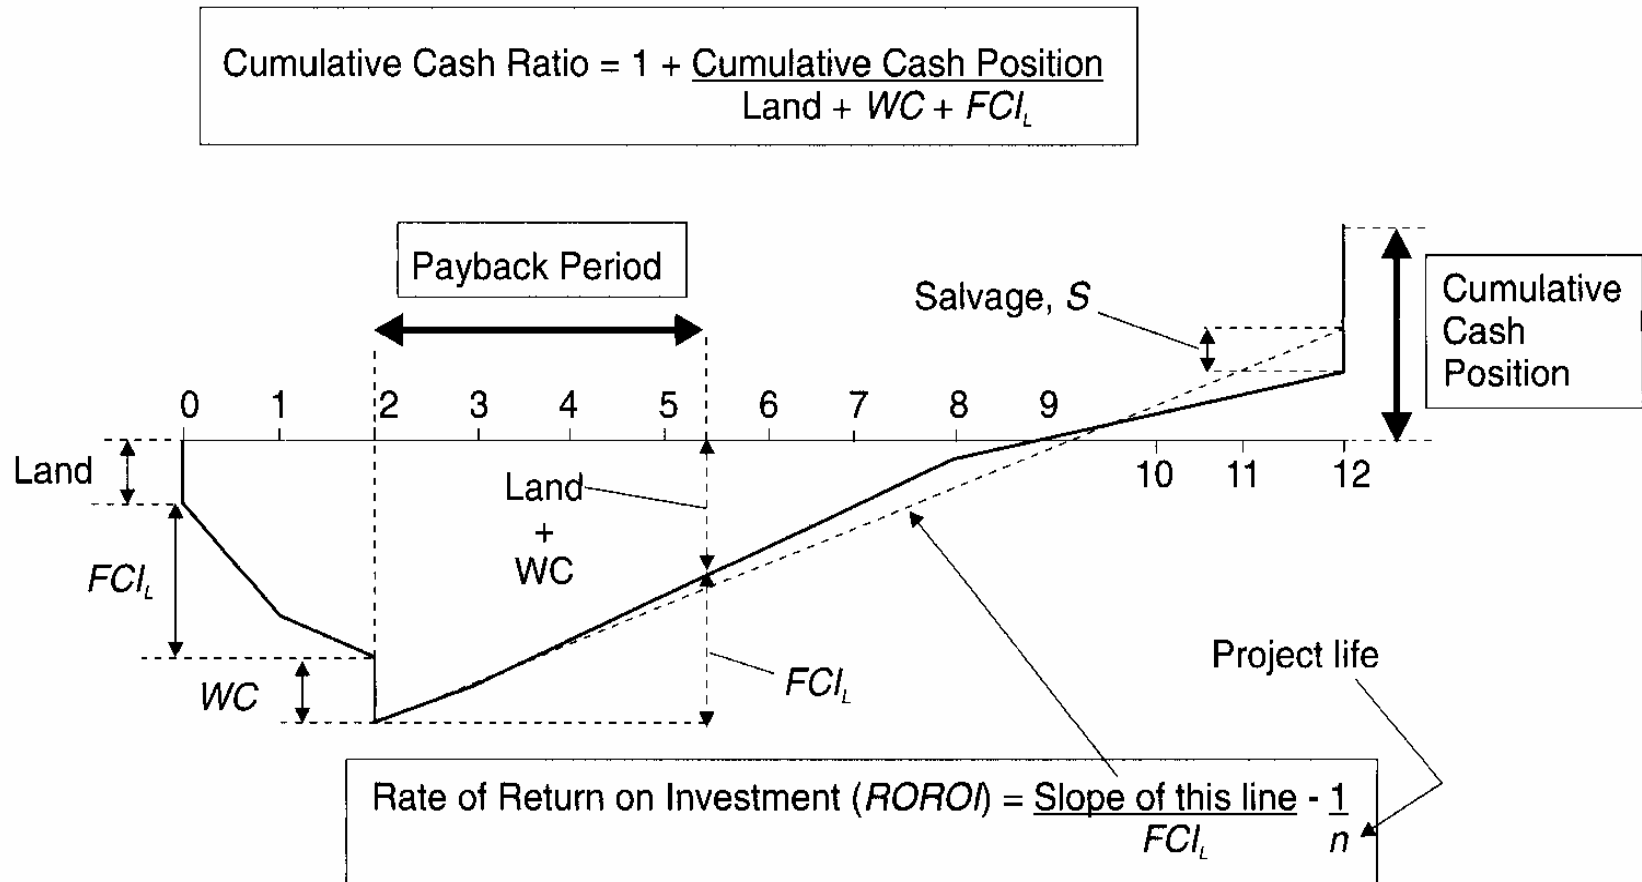 Cumulative Cash Ratio = 1 + Cumulative Cash Position
Land + WC + FCI_L
Payback Period
Salvage, S
Cumulative
Cash
Position
0 1 2 3 4 5 6 7 8 9
10 11 12
Land
Land
+
WC
FCI_L
WC
FCI_L
Project life
Rate of Return on Investment (ROROI) = Slope of this line - 1
FCI_L n